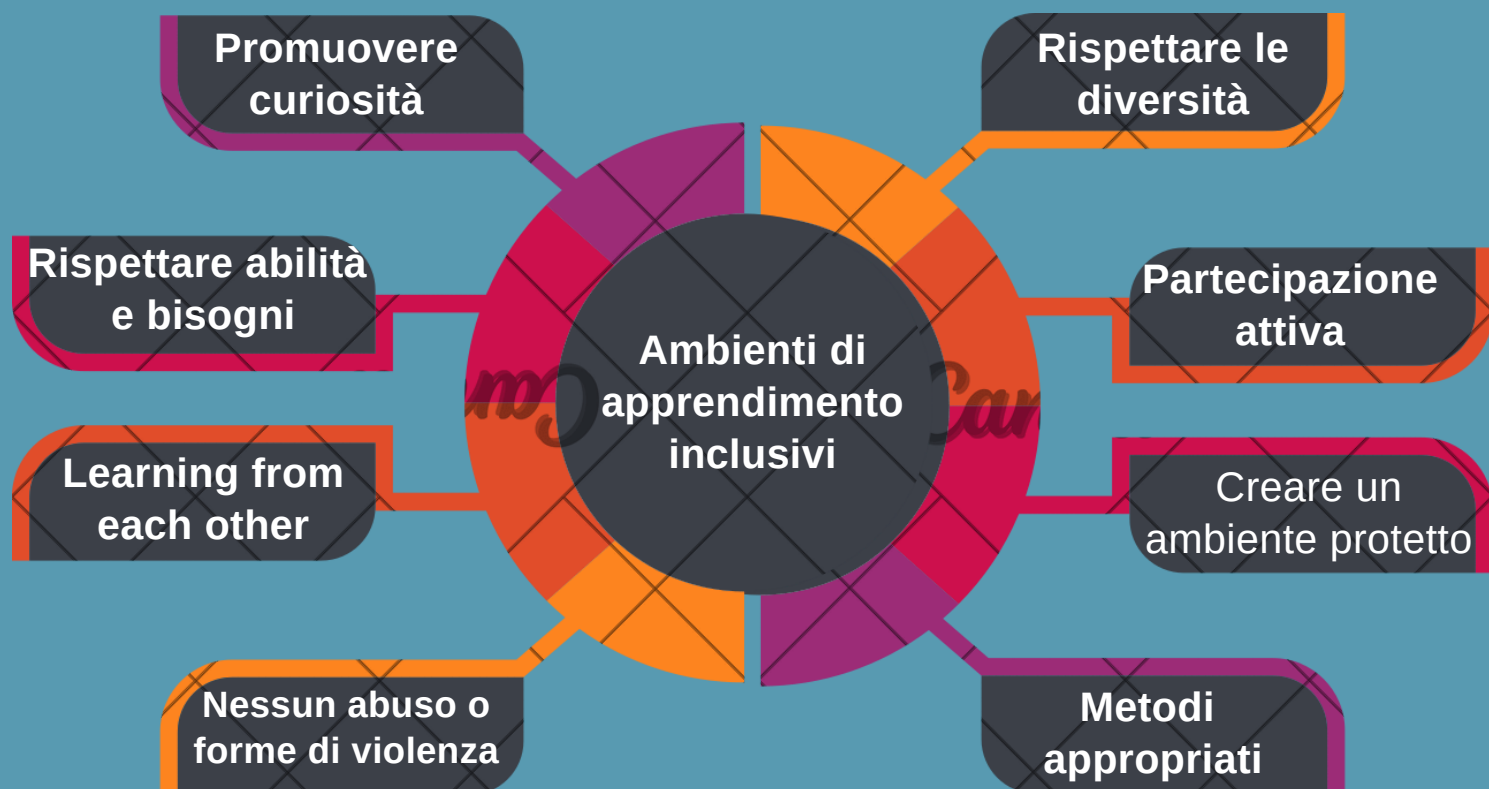 Promuovere
curiosità
Rispettare le
diversità
Rispettare abilità
e bisogni
Partecipazione
attiva
Ambienti di
apprendimento
inclusivi
Learning from
each other
Creare un
ambiente protetto
Nessun abuso o
forme di violenza
Metodi
appropriati